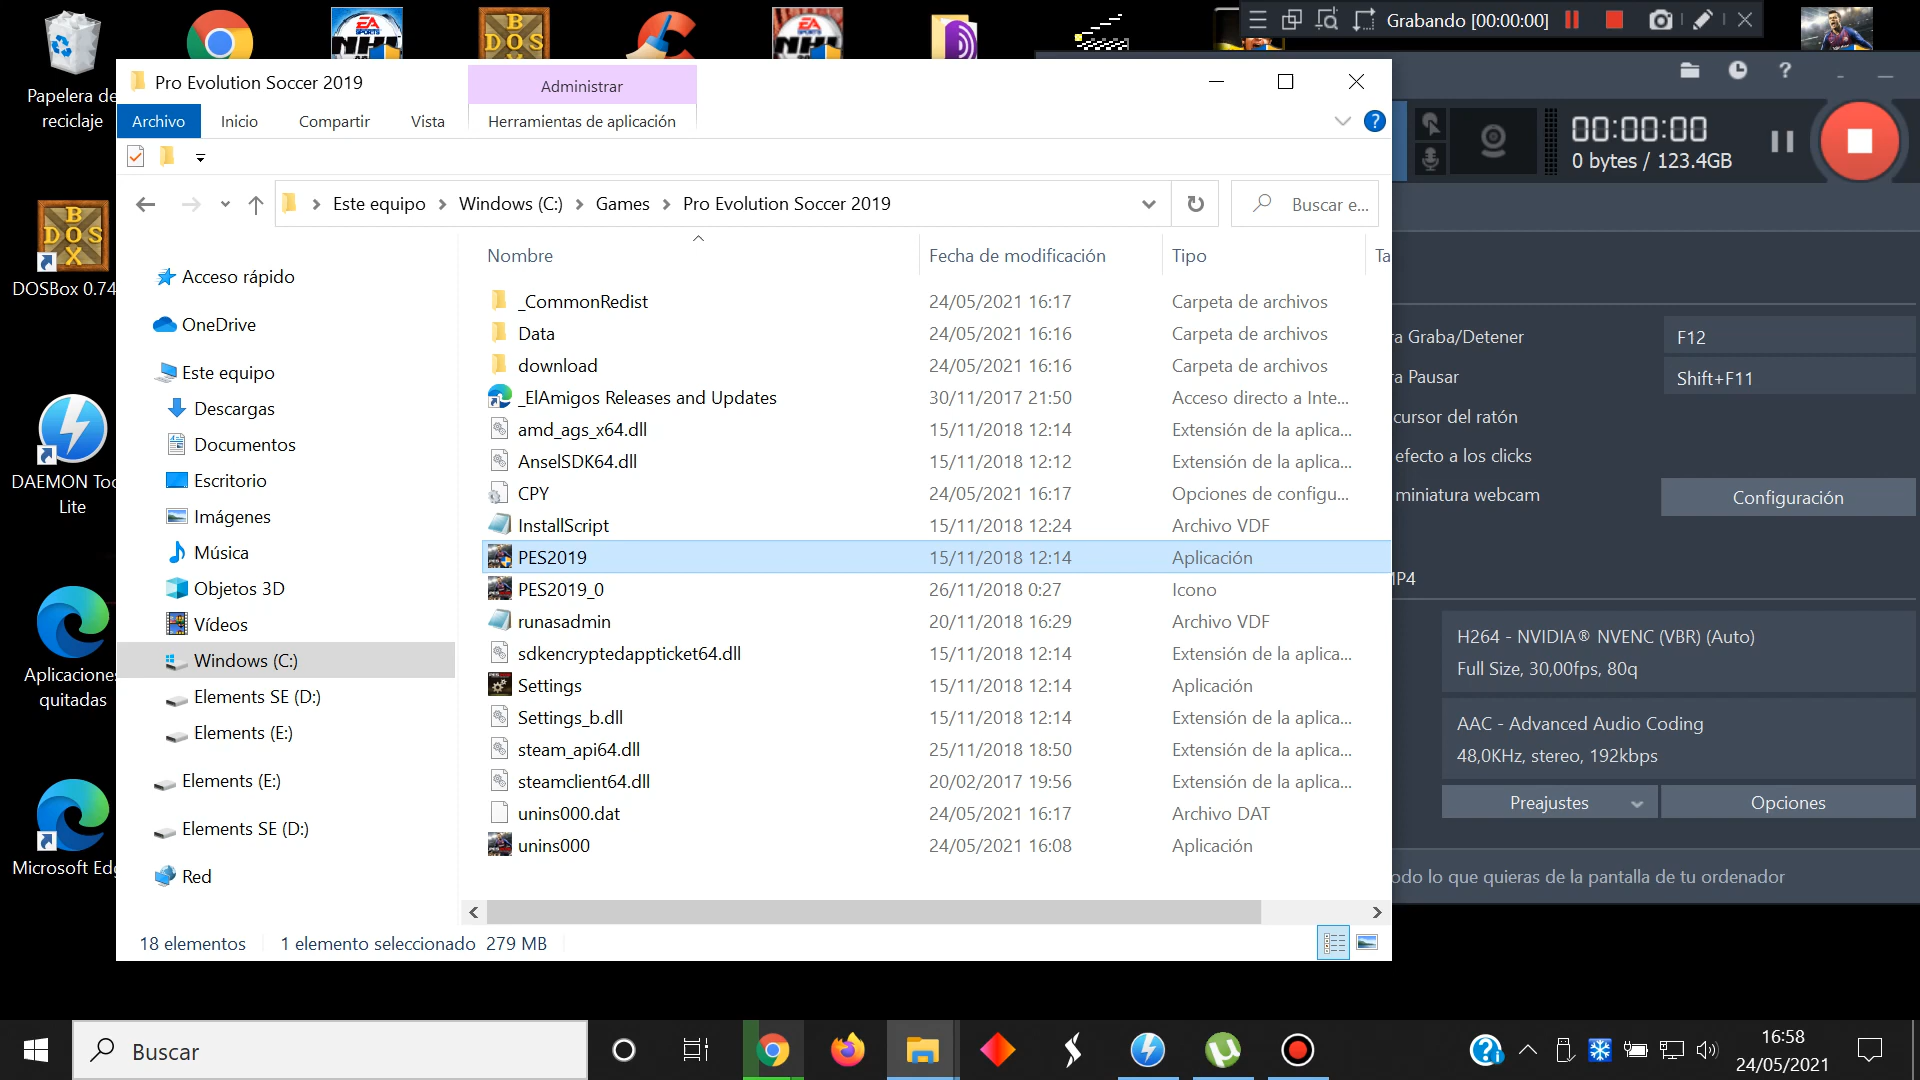 Papelera de
reciclaje
DOSBox 0.74
DAEMON Too
Lite
Aplicaciones
quitadas
Microsoft Edg
Grabando [00:00:00]
Pro Evolution Soccer 2019
Administrar
Archivo
Inicio
Compartir
Vista
Herramientas de aplicación
Este equipo
Windows (C:)
Games
Pro Evolution Soccer 2019
Buscar e...
Acceso rápido
OneDrive
Este equipo
Descargas
Documentos
Escritorio
Imágenes
Música
Objetos 3D
Vídeos
Windows (C:)
Elements SE (D:)
Elements (E:)
Elements (E:)
Elements SE (D:)
Red
Nombre Fecha de modificación Tipo Ta
_CommonRedist 24/05/2021 16:17 Carpeta de archivos
Data 24/05/2021 16:16 Carpeta de archivos
download 24/05/2021 16:16 Carpeta de archivos
_ElAmigos Releases and Updates 30/11/2017 21:50 Acceso directo a Inte...
amd_ags_x64.dll 15/11/2018 12:14 Extensión de la aplica...
AnselSDK64.dll 15/11/2018 12:12 Extensión de la aplica...
CPY 24/05/2021 16:17 Opciones de configu...
InstallScript 15/11/2018 12:24 Archivo VDF
PES2019 15/11/2018 12:14 Aplicación
PES2019_0 26/11/2018 0:27 Icono
runasadmin 20/11/2018 16:29 Archivo VDF
sdkencryptedappticket64.dll 15/11/2018 12:14 Extensión de la aplica...
Settings 15/11/2018 12:14 Aplicación
Settings_b.dll 15/11/2018 12:14 Extensión de la aplica...
steam_api64.dll 25/11/2018 18:50 Extensión de la aplica...
steamclient64.dll 20/02/2017 19:56 Extensión de la aplica...
unins000.dat 24/05/2021 16:17 Archivo DAT
unins000 24/05/2021 16:08 Aplicación
18 elementos 1 elemento seleccionado 279 MB
00:00:00
0 bytes / 123.4GB
ra Graba/Detener F12
ra Pausar Shift+F11
cursor del ratón
efecto a los clicks
miniatura webcam
Configuración
MP4
H264 - NVIDIA® NVENC (VBR) (Auto)
Full Size, 30,00fps, 80q
AAC - Advanced Audio Coding
48,0KHz, stereo, 192kbps
Preajustes
Opciones
odo lo que quieras de la pantalla de tu ordenador
Buscar
16:58
24/05/2021